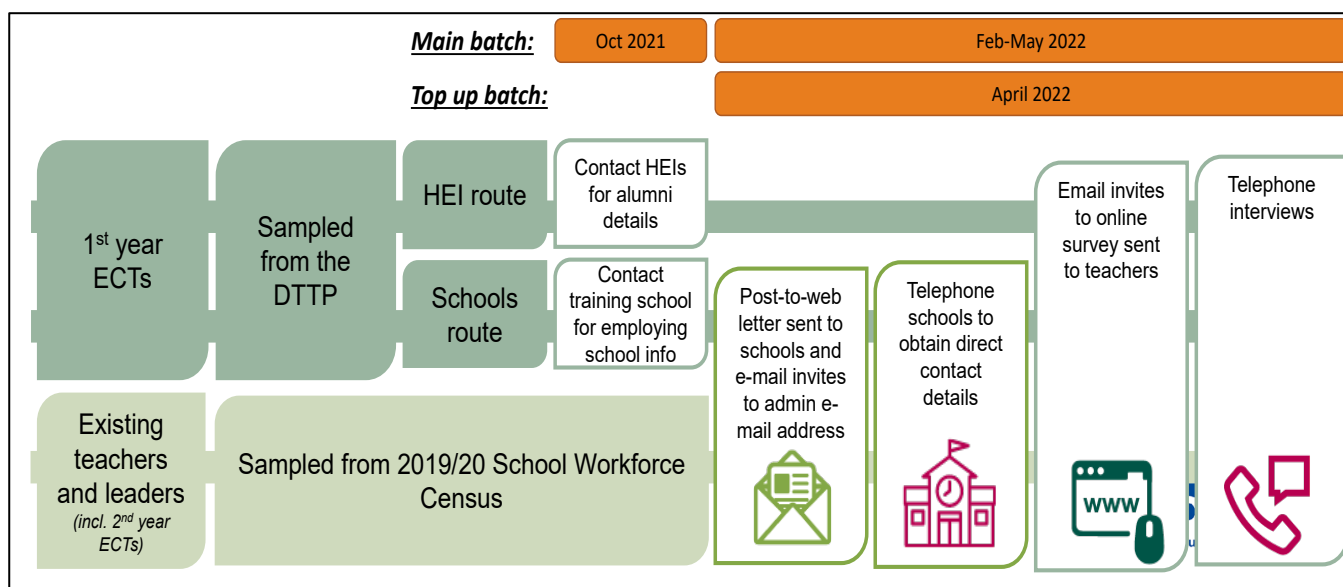 Main batch:
Oct 2021
Feb-May 2022
Top up batch:
April 2022
1st year
ECTs
Sampled
from the
DTTP
HEI route
Schools
route
Contact HEIs
for alumni
details
Contact
training school
for employing
school info
Post-to-web
letter sent to
schools and
e-mail invites
to admin e-
mail address
Telephone
schools to
obtain direct
contact
details
Email invites
to online
survey sent
to teachers
Telephone
interviews
Existing
teachers
and leaders
(incl. 2nd year
ECTs)
Sampled from 2019/20 School Workforce
Census
www